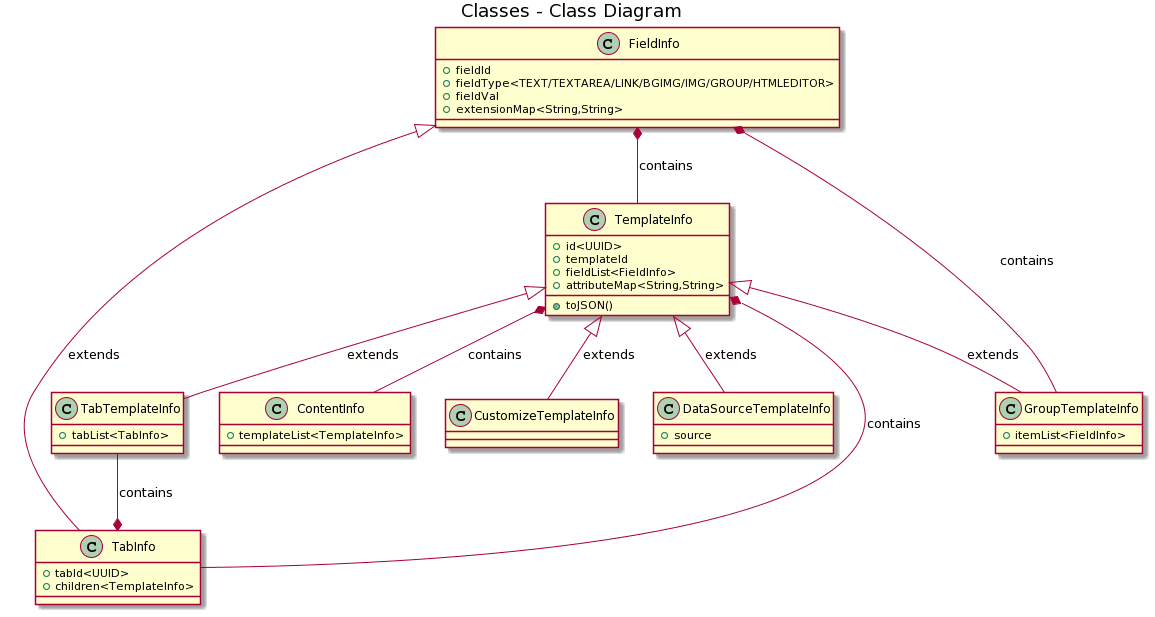 Classes - Class Diagram
C FieldInfo
fieldId
fieldType<TEXT/TEXTAREA/LINK/BGIMG/IMG/GROUP/HTMLEDITOR>
fieldVal
extensionMap<String,String>
contains
C TemplateInfo
id<UUID>
templateId
fieldList<FieldInfo>
attributeMap<String,String>
toJSON()
contains
extends
extends
contains
extends
extends
extends
C TabTemplateInfo
tabList<TabInfo>
C ContentInfo
templateList<TemplateInfo>
C CustomizeTemplateInfo
C DataSourceTemplateInfo
source
contains
C GroupTemplateInfo
itemList<FieldInfo>
contains
C TabInfo
tabId<UUID>
children<TemplateInfo>